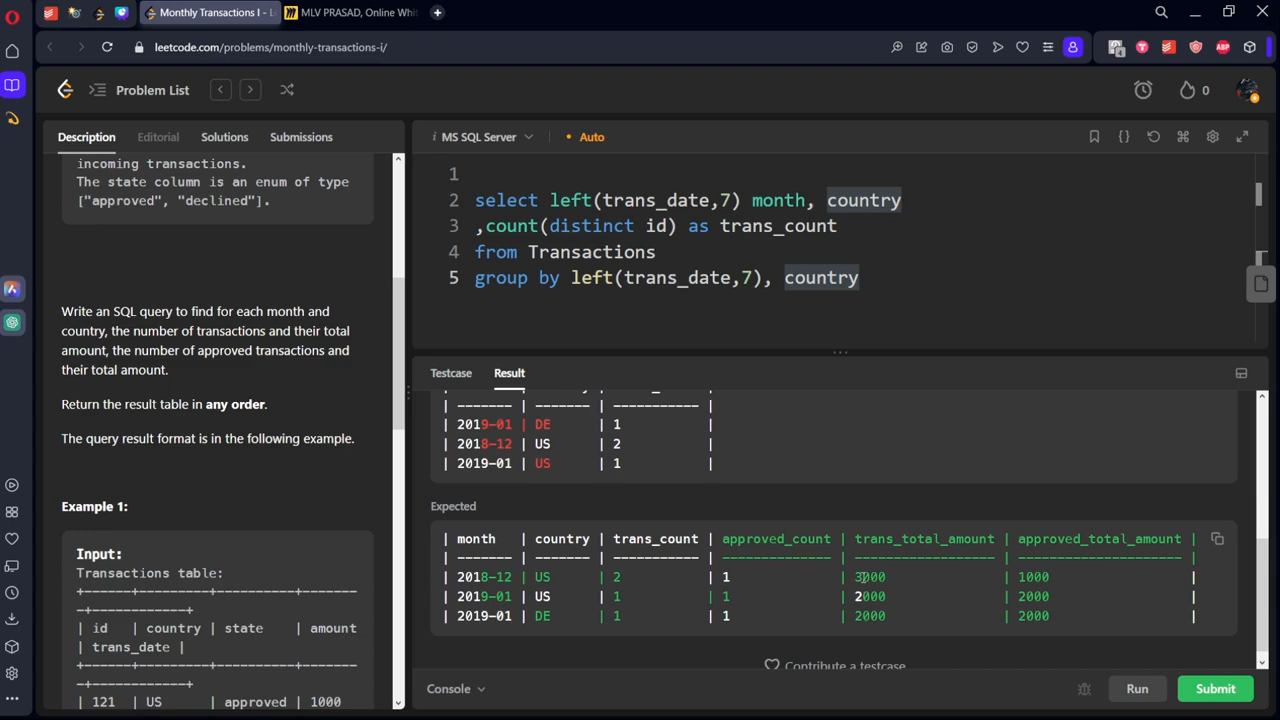 Monthly Transactions I - L
MLV PRASAD, Online Whit
leetcode.com/problems/monthly-transactions-i/
4
ABP
Problem List
0
Description
Editorial
Solutions
Submissions
i MS SQL Server
• Auto
incoming transactions.
The state column is an enum of type
["approved", "declined"].
Write an SQL query to find for each month and
country, the number of transactions and their total
amount, the number of approved transactions and
their total amount.
Return the result table in any order.
The query result format is in the following example.
Example 1:
Input:
Transactions table:
+------+---------+----------+-------
-+------------+
| id   | country | state    | amount
| trans_date |
+------+---------+----------+-------
-+------------+
| 121  | US      | approved | 1000
1
2 select left(trans_date,7) month, country
3 ,count(distinct id) as trans_count
4 from Transactions
5 group by left(trans_date,7), country
Testcase
Result
| ------- | ------- | ----------- |
| 2019-01 | DE      | 1           |
| 2018-12 | US      | 2           |
| 2019-01 | US      | 1           |
Expected
| month   | country | trans_count | approved_count | trans_total_amount | approved_total_amount |
| ------- | ------- | ----------- | -------------- | ------------------ | --------------------- |
| 2018-12 | US      | 2           | 1              | 3000               | 1000                  |
| 2019-01 | US      | 1           | 1              | 2000               | 2000                  |
| 2019-01 | DE      | 1           | 1              | 2000               | 2000                  |
Contribute a testcase
Console
Run
Submit